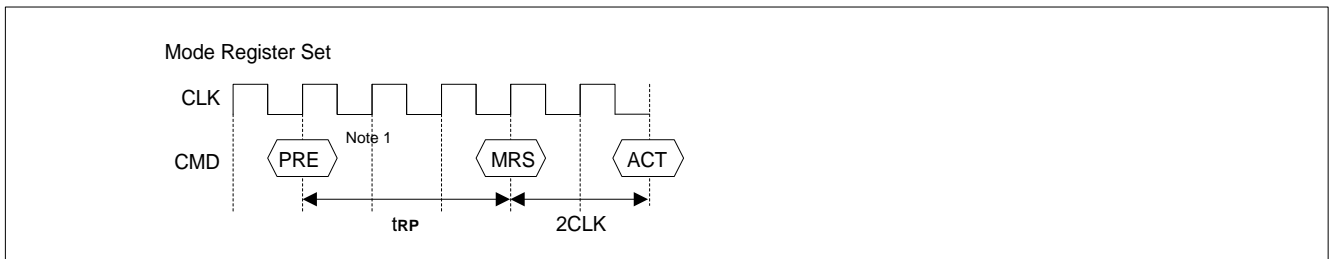 Mode Register Set
CLK
Note 1
CMD PRE MRS ACT
tRP 2CLK